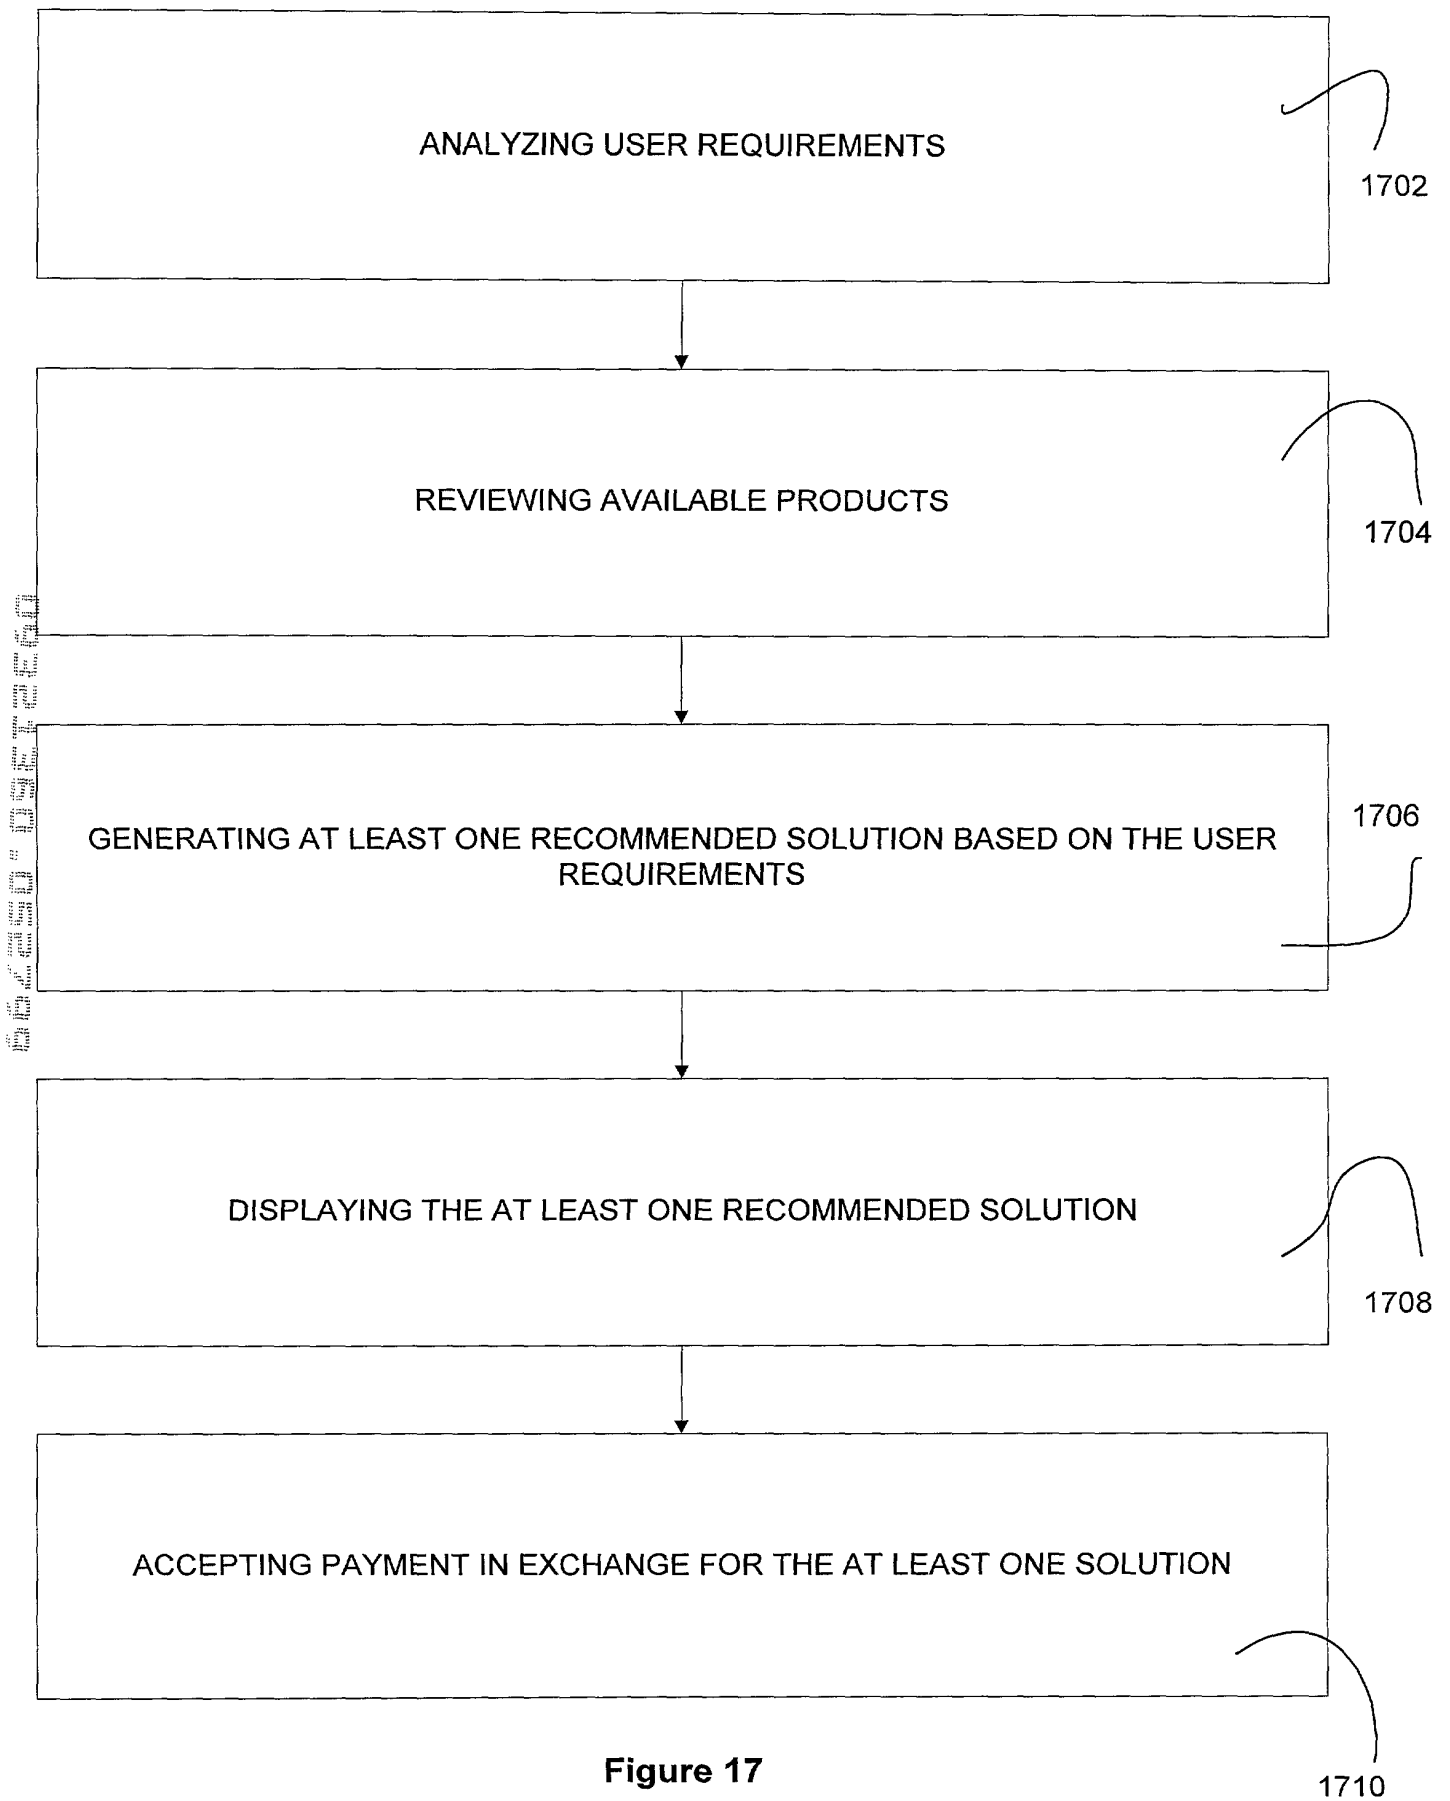 ANALYZING USER REQUIREMENTS
1702
REVIEWING AVAILABLE PRODUCTS
1704
GENERATING AT LEAST ONE RECOMMENDED SOLUTION BASED ON THE USER
REQUIREMENTS
1706
DISPLAYING THE AT LEAST ONE RECOMMENDED SOLUTION
1708
ACCEPTING PAYMENT IN EXCHANGE FOR THE AT LEAST ONE SOLUTION
1710
Figure 17